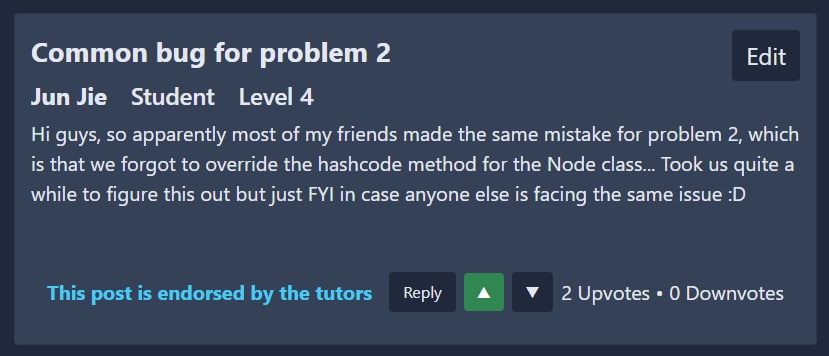 Common bug for problem 2
Edit
Jun Jie Student Level 4
Hi guys, so apparently most of my friends made the same mistake for problem 2, which
is that we forgot to override the hashcode method for the Node class... Took us quite a
while to figure this out but just FYI in case anyone else is facing the same issue :D
This post is endorsed by the tutors Reply ▲ ▼ 2 Upvotes • 0 Downvotes